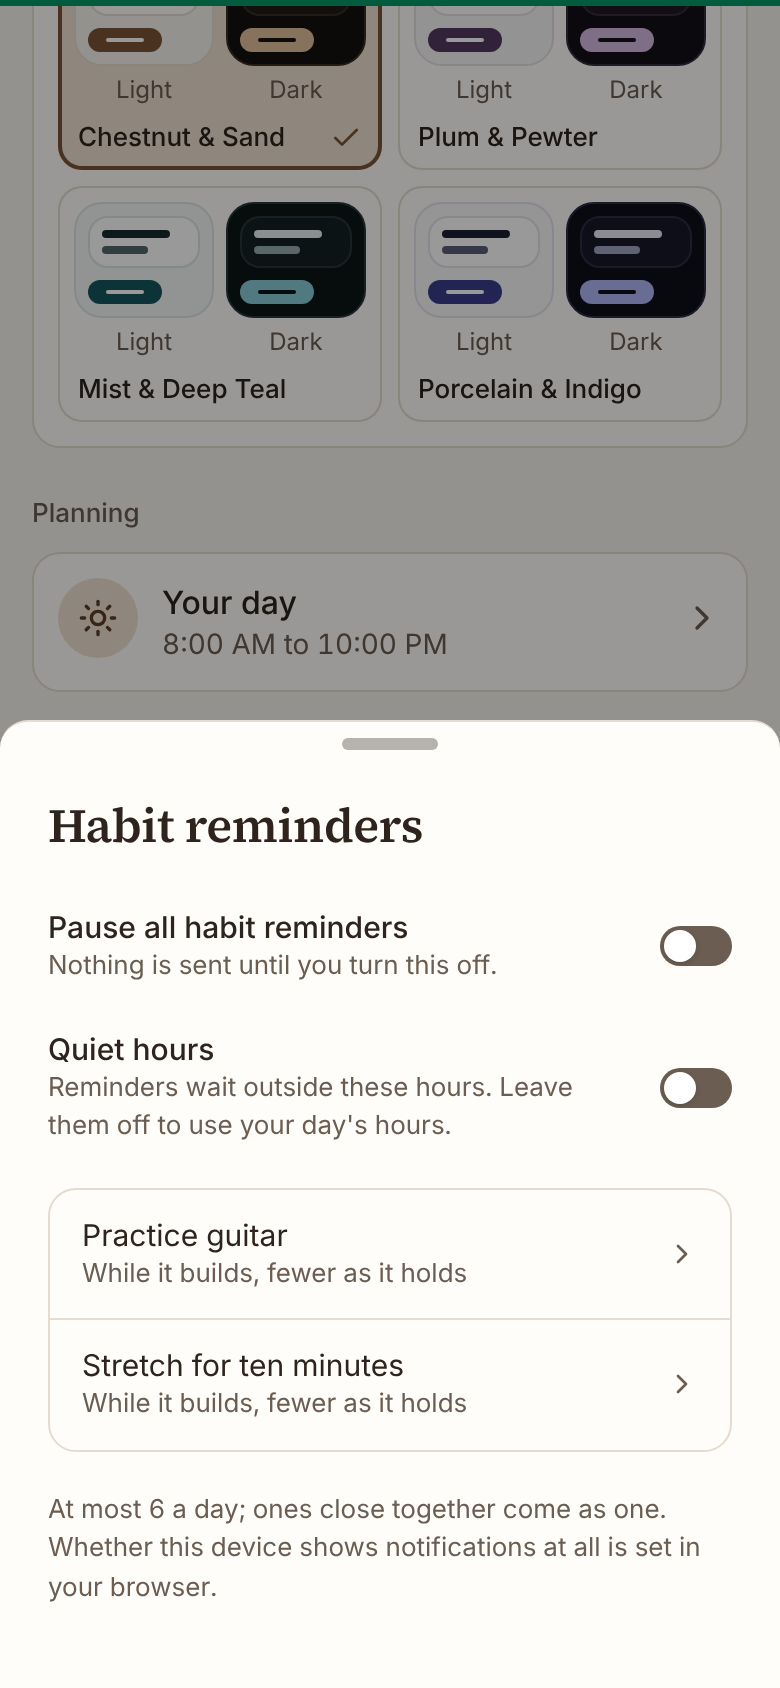 Light
Dark
Light
Dark
Chestnut & Sand
Plum & Pewter
Light
Dark
Light
Dark
Mist & Deep Teal
Porcelain & Indigo
Planning
Your day
8:00 AM to 10:00 PM
Habit reminders
Pause all habit reminders
Nothing is sent until you turn this off.
Quiet hours
Reminders wait outside these hours. Leave
them off to use your day's hours.
Practice guitar
While it builds, fewer as it holds
Stretch for ten minutes
While it builds, fewer as it holds
At most 6 a day; ones close together come as one.
Whether this device shows notifications at all is set in
your browser.